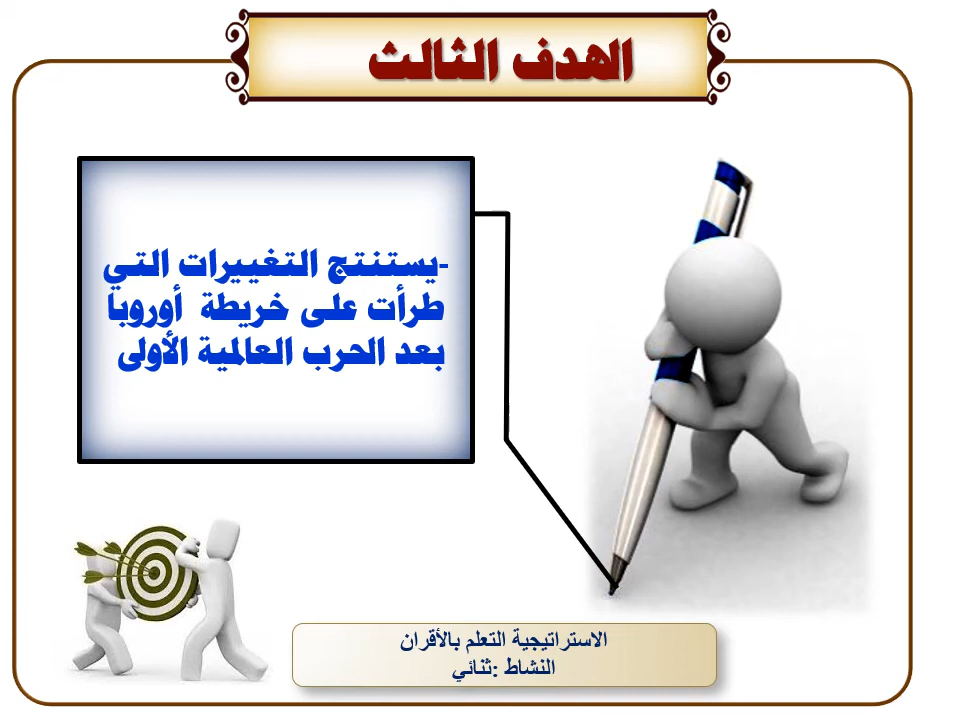 الهدف الثالث
-يستنتج التغييرات التي
طرأت على خريطة أوروبا
بعد الحرب العالمية الأولى
الاستراتيجية التعلم بالأقران
النشاط :ثنائي